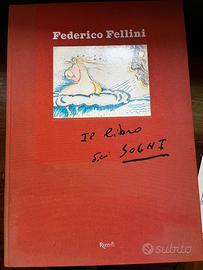 Federico Fellini
Il libro
dei SOGNI
Rizzoli
subito